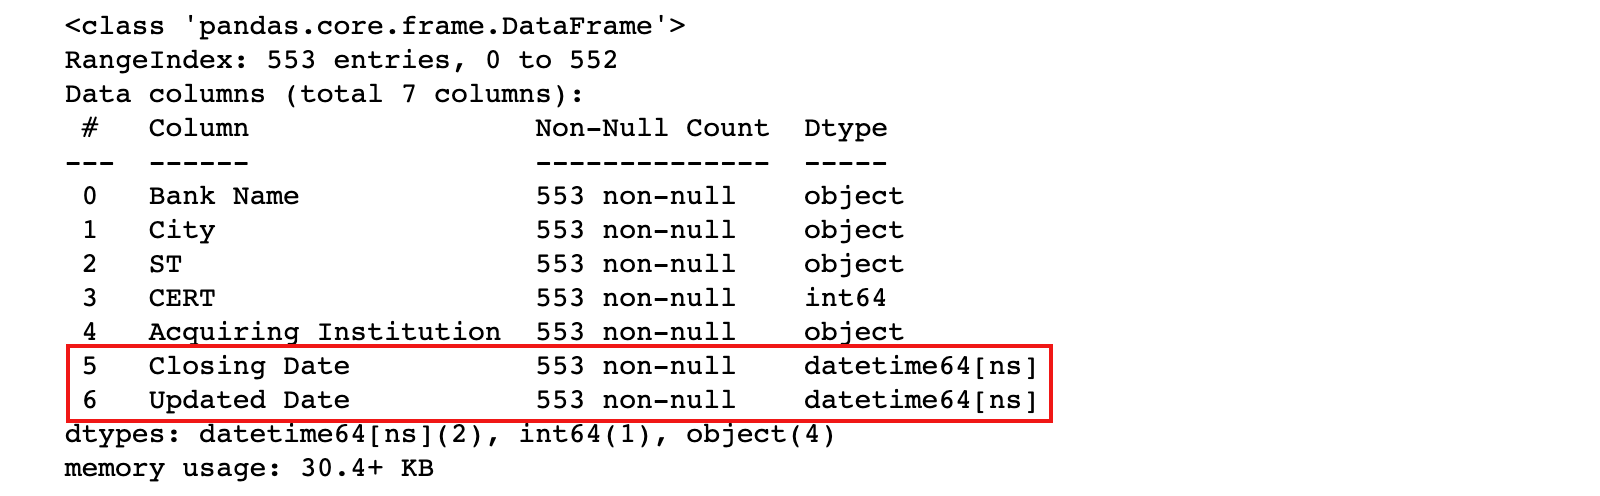 <class 'pandas.core.frame.DataFrame'>
RangeIndex: 553 entries, 0 to 552
Data columns (total 7 columns):
 #   Column                 Non-Null Count  Dtype
---  ------                 --------------  -----
 0   Bank Name              553 non-null    object
 1   City                   553 non-null    object
 2   ST                     553 non-null    object
 3   CERT                   553 non-null    int64
 4   Acquiring Institution  553 non-null    object
 5   Closing Date           553 non-null    datetime64[ns]
 6   Updated Date           553 non-null    datetime64[ns]
dtypes: datetime64[ns](2), int64(1), object(4)
memory usage: 30.4+ KB